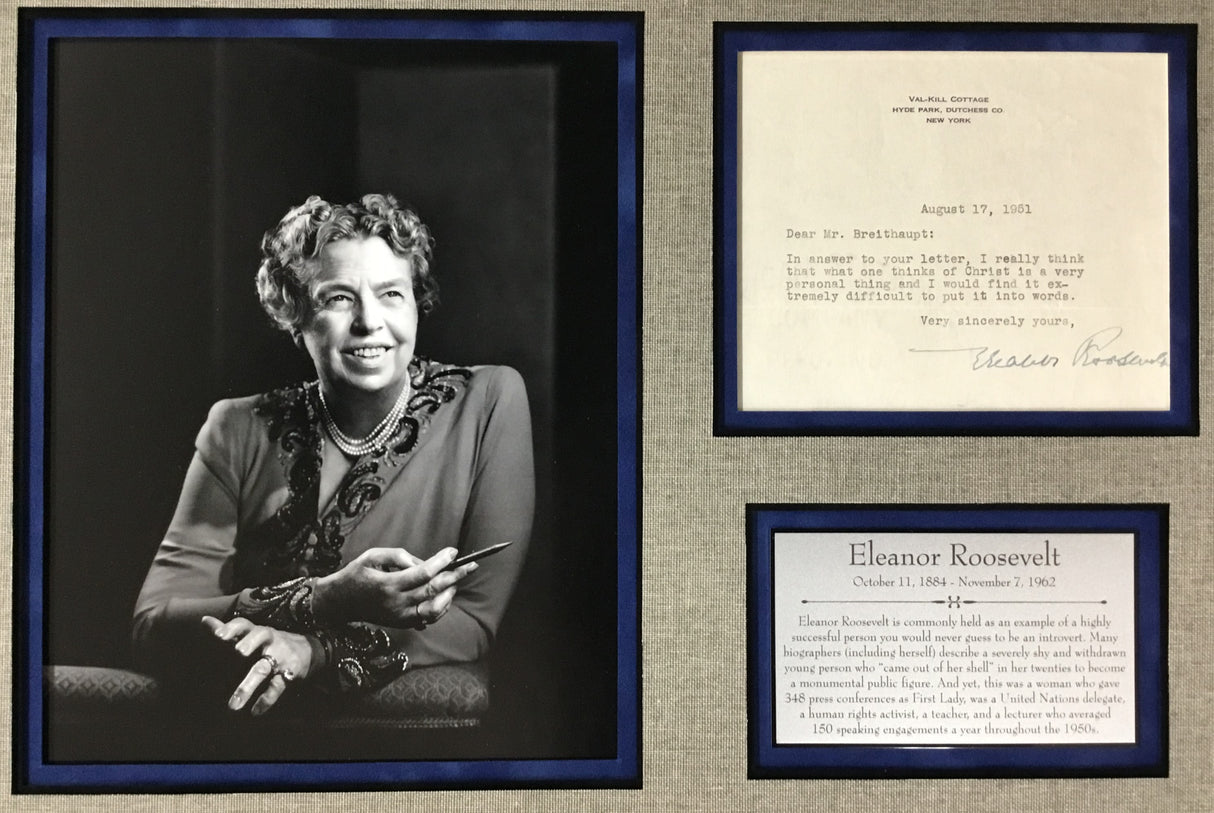 VAL-KILL COTTAGE
HYDE PARK, DUTCHESS CO.
NEW YORK
August 17, 1951
Dear Mr. Breithaupt:
In answer to your letter, I really think
that what one thinks of Christ is a very
personal thing and I would find it ex-
tremely difficult to put it into words.
Very sincerely yours,
Eleanor Roosevelt
Eleanor Roosevelt
October 11, 1884 - November 7, 1962
Eleanor Roosevelt is commonly held as an example of a highly
successful person you would never guess to be an introvert. Many
biographers (including herself) describe a severely shy and withdrawn
young person who "came out of her shell" in her twenties to become
a monumental public figure. And yet, this was a woman who gave
348 press conferences as First Lady, was a United Nations delegate,
a human rights activist, a teacher, and a lecturer who averaged
150 speaking engagements a year throughout the 1950s.